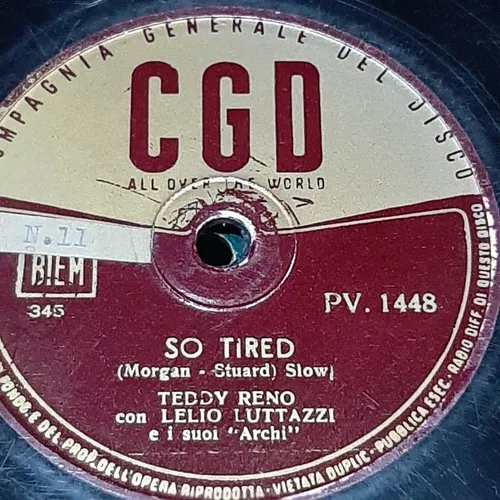 COMPAGNIA GENERALE DEL DISCO
CGD
ALL OVER THE WORLD
N.11
BIEM
345
PV. 1448
SO TIRED
(Morgan - Stuard) Slow
TEDDY RENO
con LELIO LUTTAZZI
e i suoi "Archi"
FONOG. E DEL PROP. DELL'OPERA RIPRODOTTA - VIETATA DUPLIC. - PUBBLICA ESEC. - RADIO DIFF. DI QUESTO DISCO